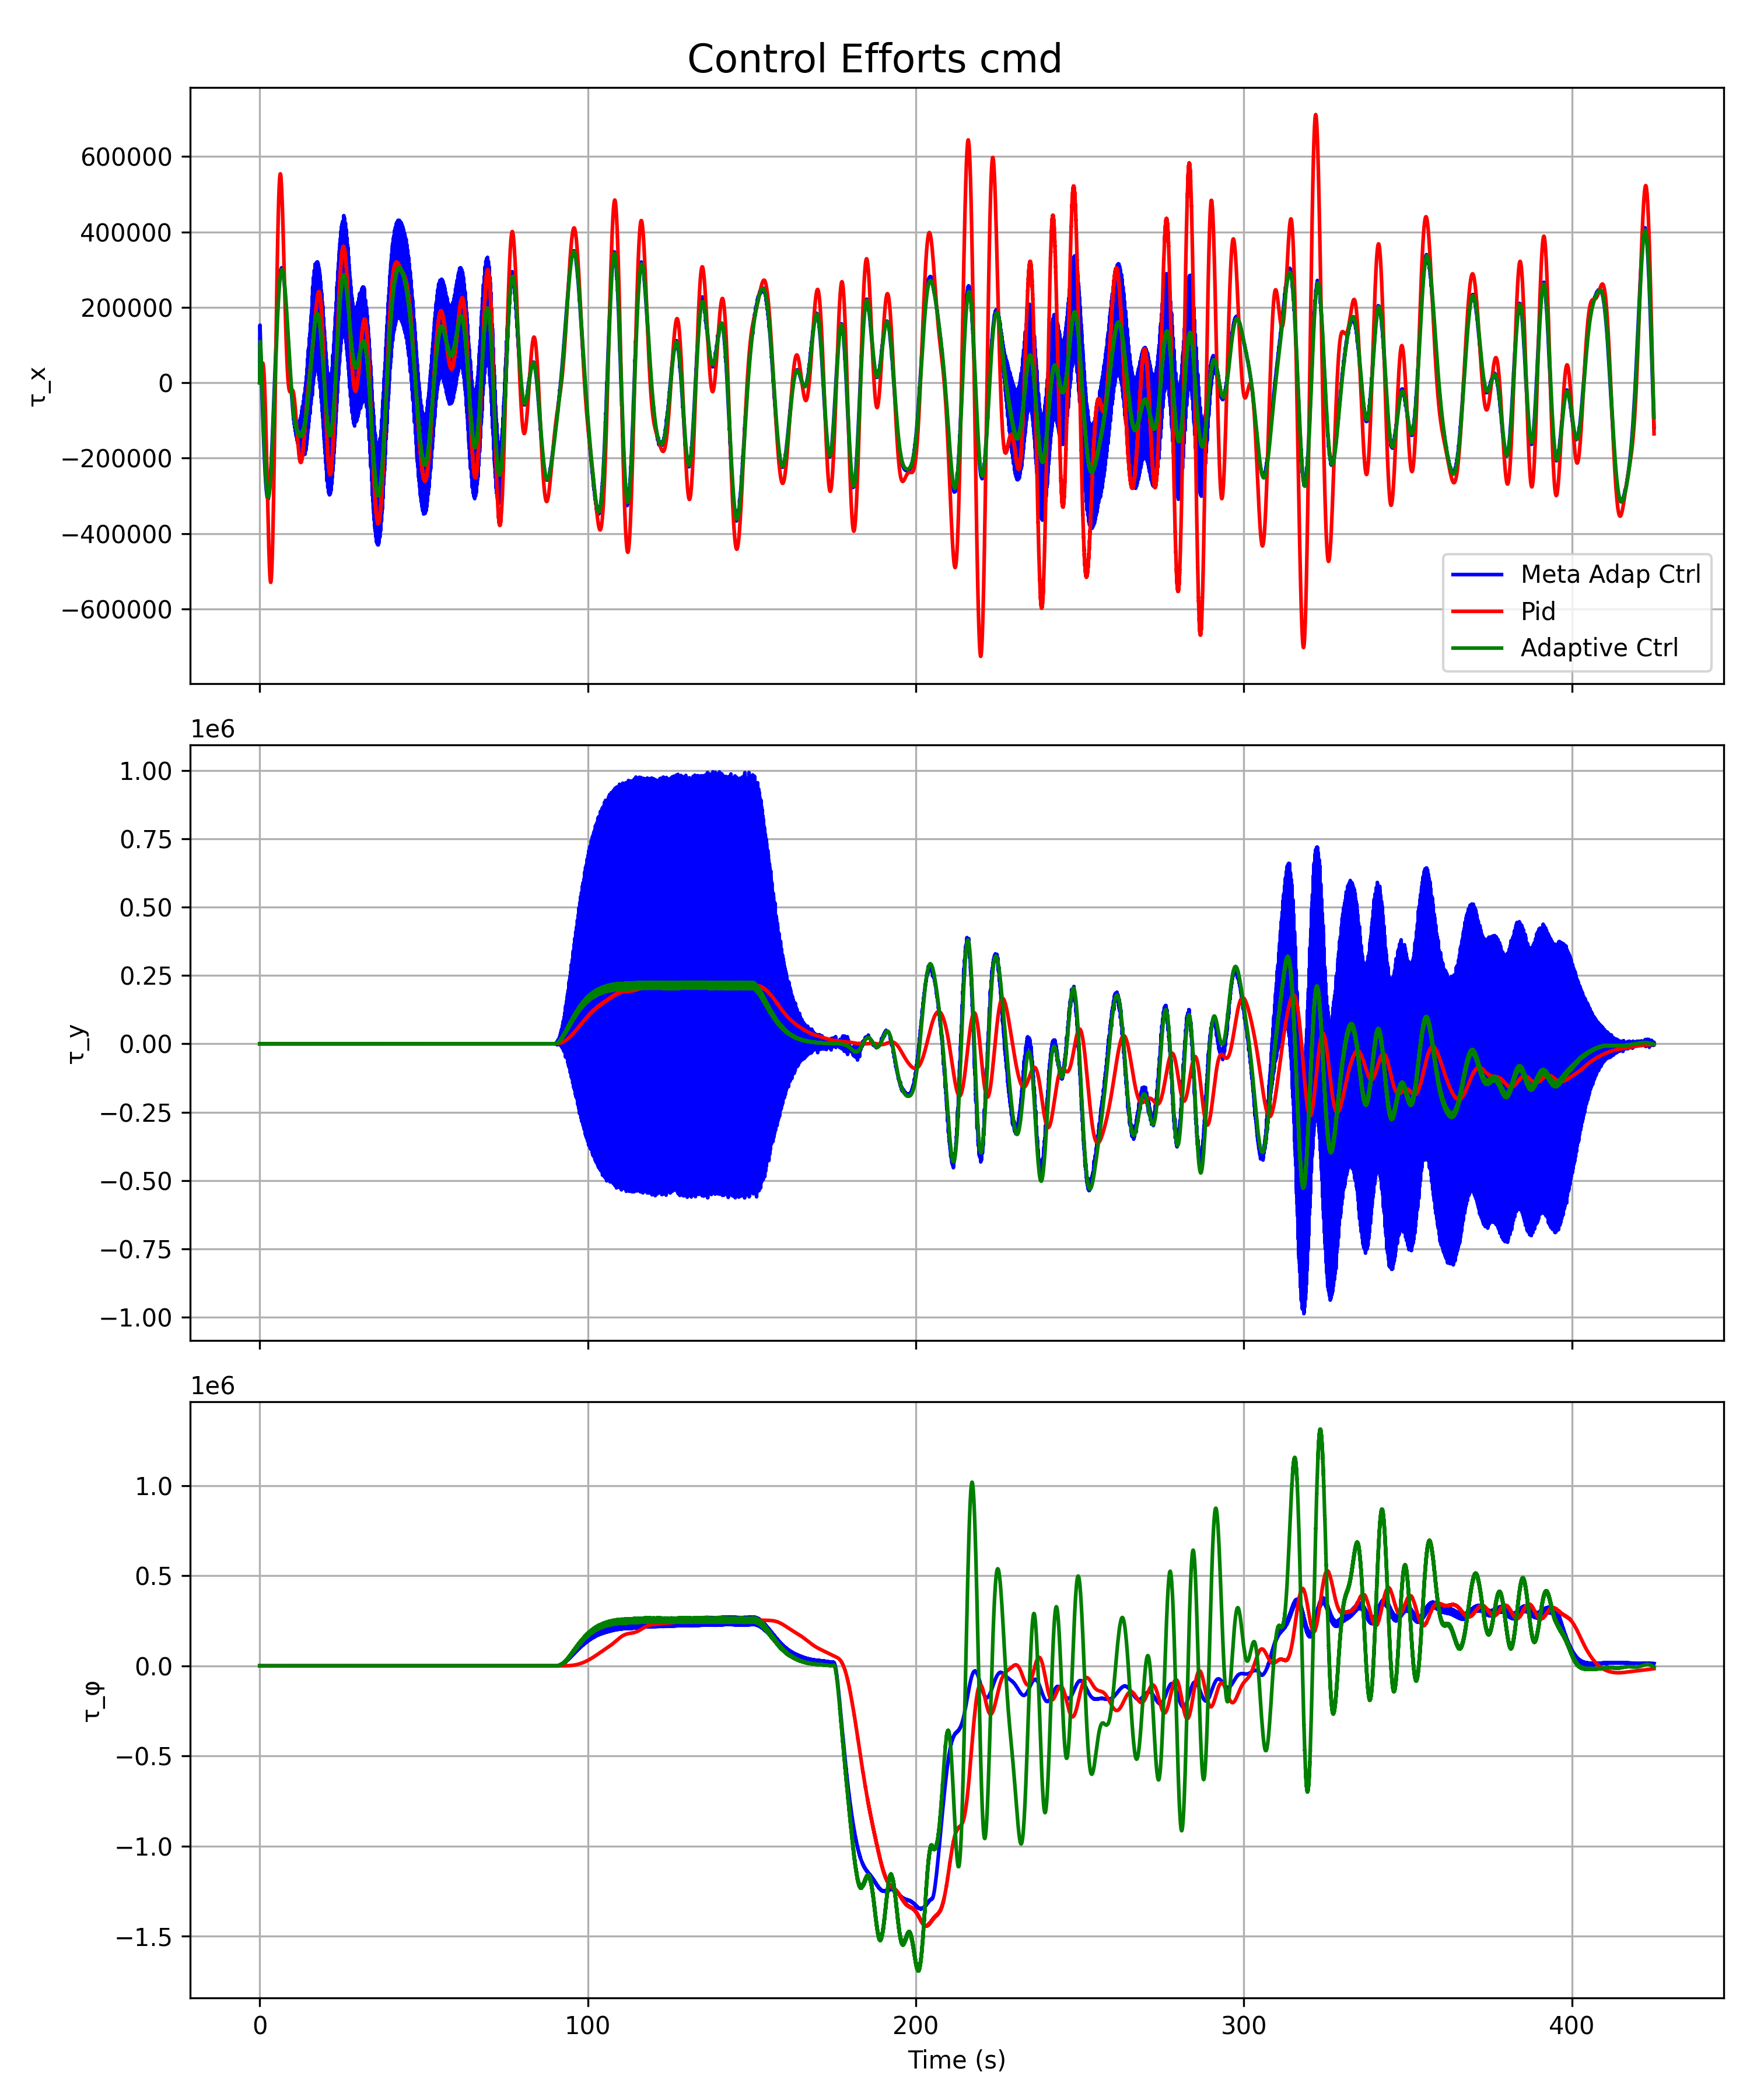 Control Efforts cmd
600000
400000
200000
0
−200000
−400000
−600000
τ_x
Meta Adap Ctrl
Pid
Adaptive Ctrl
1e6
1.00
0.75
0.50
0.25
0.00
−0.25
−0.50
−0.75
−1.00
τ_y
1e6
1.0
0.5
0.0
−0.5
−1.0
−1.5
τ_φ
0 100 200 300 400
Time (s)